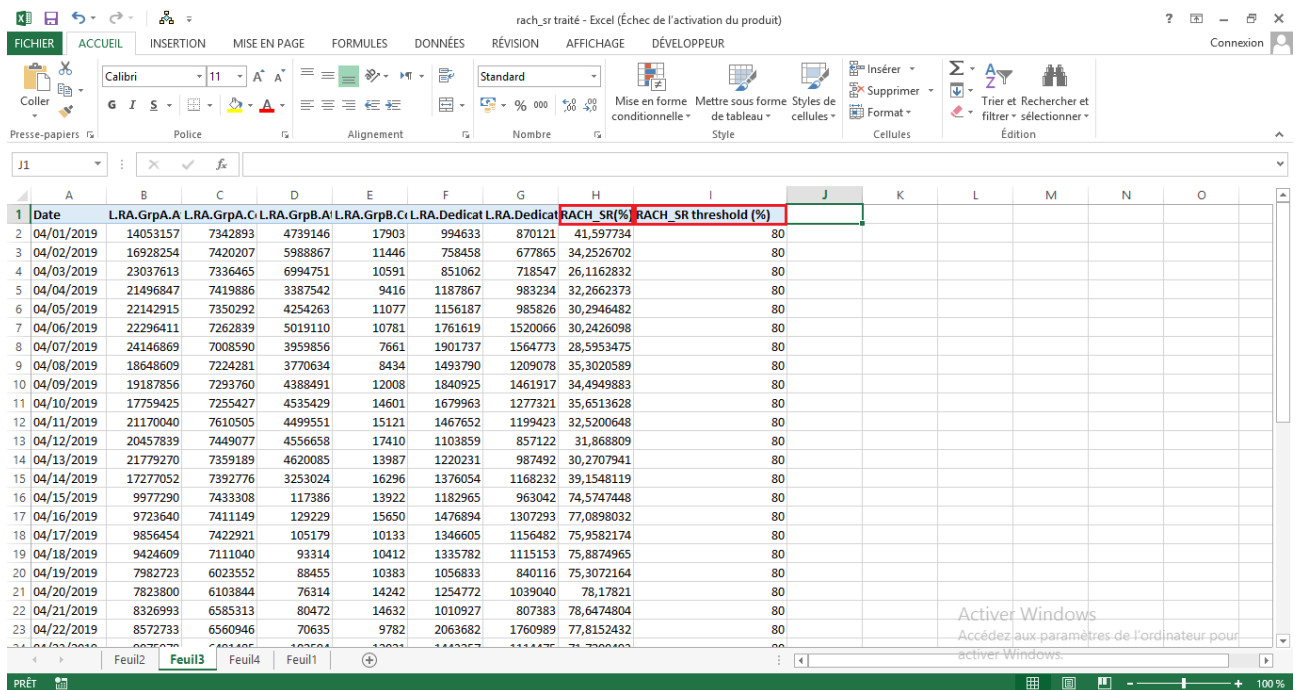 rach_sr traité - Excel (Échec de l'activation du produit)
FICHIER ACCUEIL INSERTION MISE EN PAGE FORMULES DONNÉES RÉVISION AFFICHAGE DÉVELOPPEUR Connexion
Coller
Calibri 11
G I S
Standard
% 000
Mise en forme conditionnelle
Mettre sous forme de tableau
Styles de cellules
Insérer
Supprimer
Format
Trier et filtrer
Rechercher et sélectionner
Presse-papiers Police Alignement Nombre Style Cellules Édition
J1 fx
A B C D E F G H I J K L M N O
1 Date L.RA.GrpA.A L.RA.GrpA.C L.RA.GrpB.A L.RA.GrpB.C L.RA.Dedicat L.RA.Dedicat RACH_SR(%) RACH_SR threshold (%)
2 04/01/2019 14053157 7342893 4739146 17903 994633 870121 41,597734 80
3 04/02/2019 16928254 7420207 5988867 11446 758458 677865 34,2526702 80
4 04/03/2019 23037613 7336465 6994751 10591 851062 718547 26,1162832 80
5 04/04/2019 21496847 7419886 3387542 9416 1187867 983234 32,2662373 80
6 04/05/2019 22142915 7350292 4254263 11077 1156187 985826 30,2946482 80
7 04/06/2019 22296411 7262839 5019110 10781 1761619 1520066 30,2426098 80
8 04/07/2019 24146869 7008590 3959856 7661 1901737 1564773 28,5953475 80
9 04/08/2019 18648609 7224281 3770634 8434 1493790 1209078 35,3020589 80
10 04/09/2019 19187856 7293760 4388491 12008 1840925 1461917 34,4949883 80
11 04/10/2019 17759425 7255427 4535429 14601 1679963 1277321 35,6513628 80
12 04/11/2019 21170040 7610505 4499551 15121 1467652 1199423 32,5200648 80
13 04/12/2019 20457839 7449077 4556658 17410 1103859 857122 31,868809 80
14 04/13/2019 21779270 7359189 4620085 13987 1220231 987492 30,2707941 80
15 04/14/2019 17277052 7392776 3253024 16296 1376054 1168232 39,1548119 80
16 04/15/2019 9977290 7433308 117386 13922 1182965 963042 74,5747448 80
17 04/16/2019 9723640 7411149 129229 15650 1476894 1307293 77,0898032 80
18 04/17/2019 9856454 7422921 105179 10133 1346605 1156482 75,9582174 80
19 04/18/2019 9424609 7111040 93314 10412 1335782 1115153 75,8874965 80
20 04/19/2019 7982723 6023552 88455 10383 1056833 840116 75,3072164 80
21 04/20/2019 7823800 6103844 76314 14242 1254772 1039040 78,17821 80
22 04/21/2019 8326993 6585313 80472 14632 1010927 807383 78,6474804 80
23 04/22/2019 8572733 6560946 70635 9782 2063682 1760989 77,8152432 80
Activer Windows
Accédez aux paramètres de l'ordinateur pour
activer Windows.
Feuil2 Feuil3 Feuil4 Feuil1
PRÊT 100 %